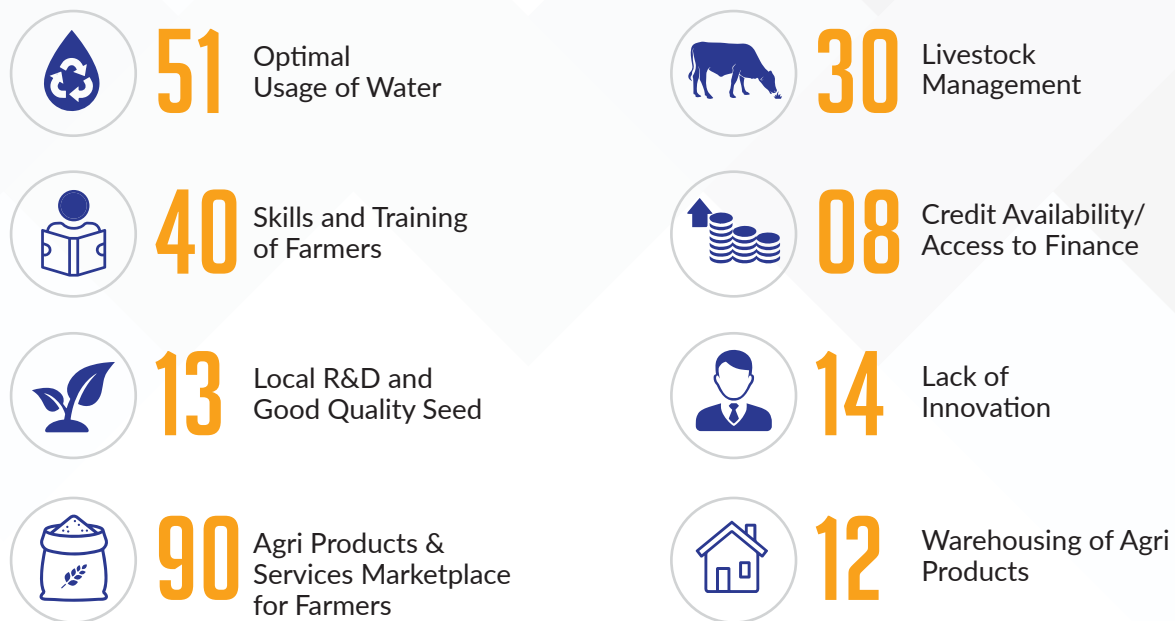 51
Optimal
Usage of Water
30
Livestock
Management
40
Skills and Training
of Farmers
08
Credit Availability/
Access to Finance
13
Local R&D and
Good Quality Seed
14
Lack of
Innovation
90
Agri Products &
Services Marketplace
for Farmers
12
Warehousing of Agri
Products